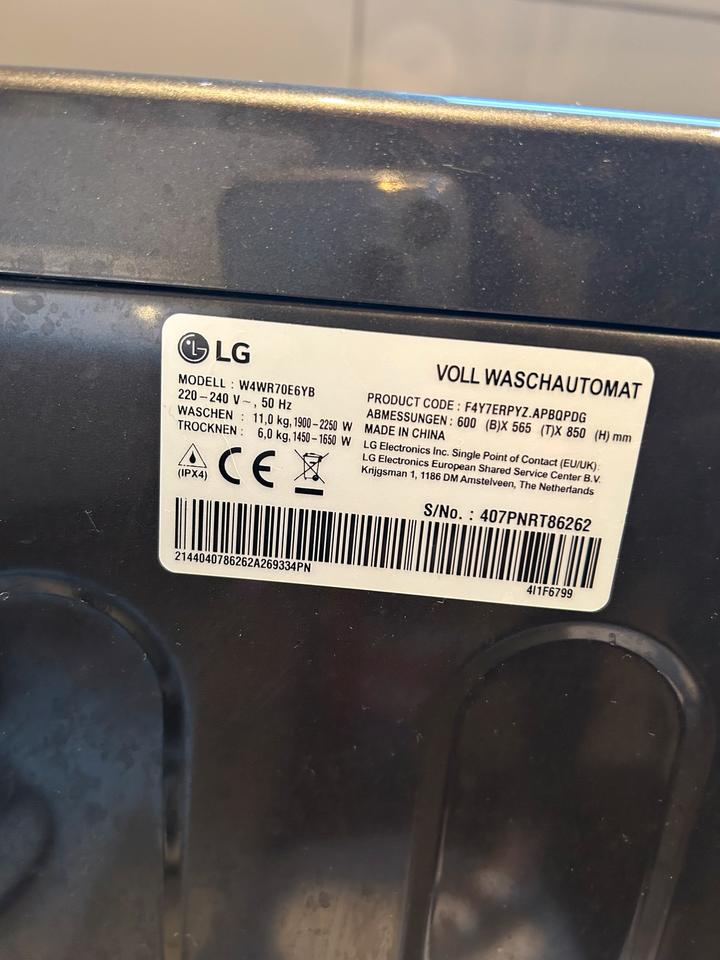 LG
VOLL WASCHAUTOMAT
MODELL : W4WR70E6YB
220-240 V~, 50 Hz
WASCHEN : 11,0 kg, 1900-2250 W
TROCKNEN : 6,0 kg, 1450-1650 W
(IPX4)
CE
PRODUCT CODE : F4Y7ERPYZ.APBQPDG
ABMESSUNGEN : 600 (B)X 565 (T)X 850 (H) mm
MADE IN CHINA
LG Electronics Inc. Single Point of Contact (EU/UK):
LG Electronics European Shared Service Center B.V.
Krijgsman 1, 1186 DM Amstelveen, The Netherlands
S/No. : 407PNRT86262
2144040786262A269334PN
4I1F6799